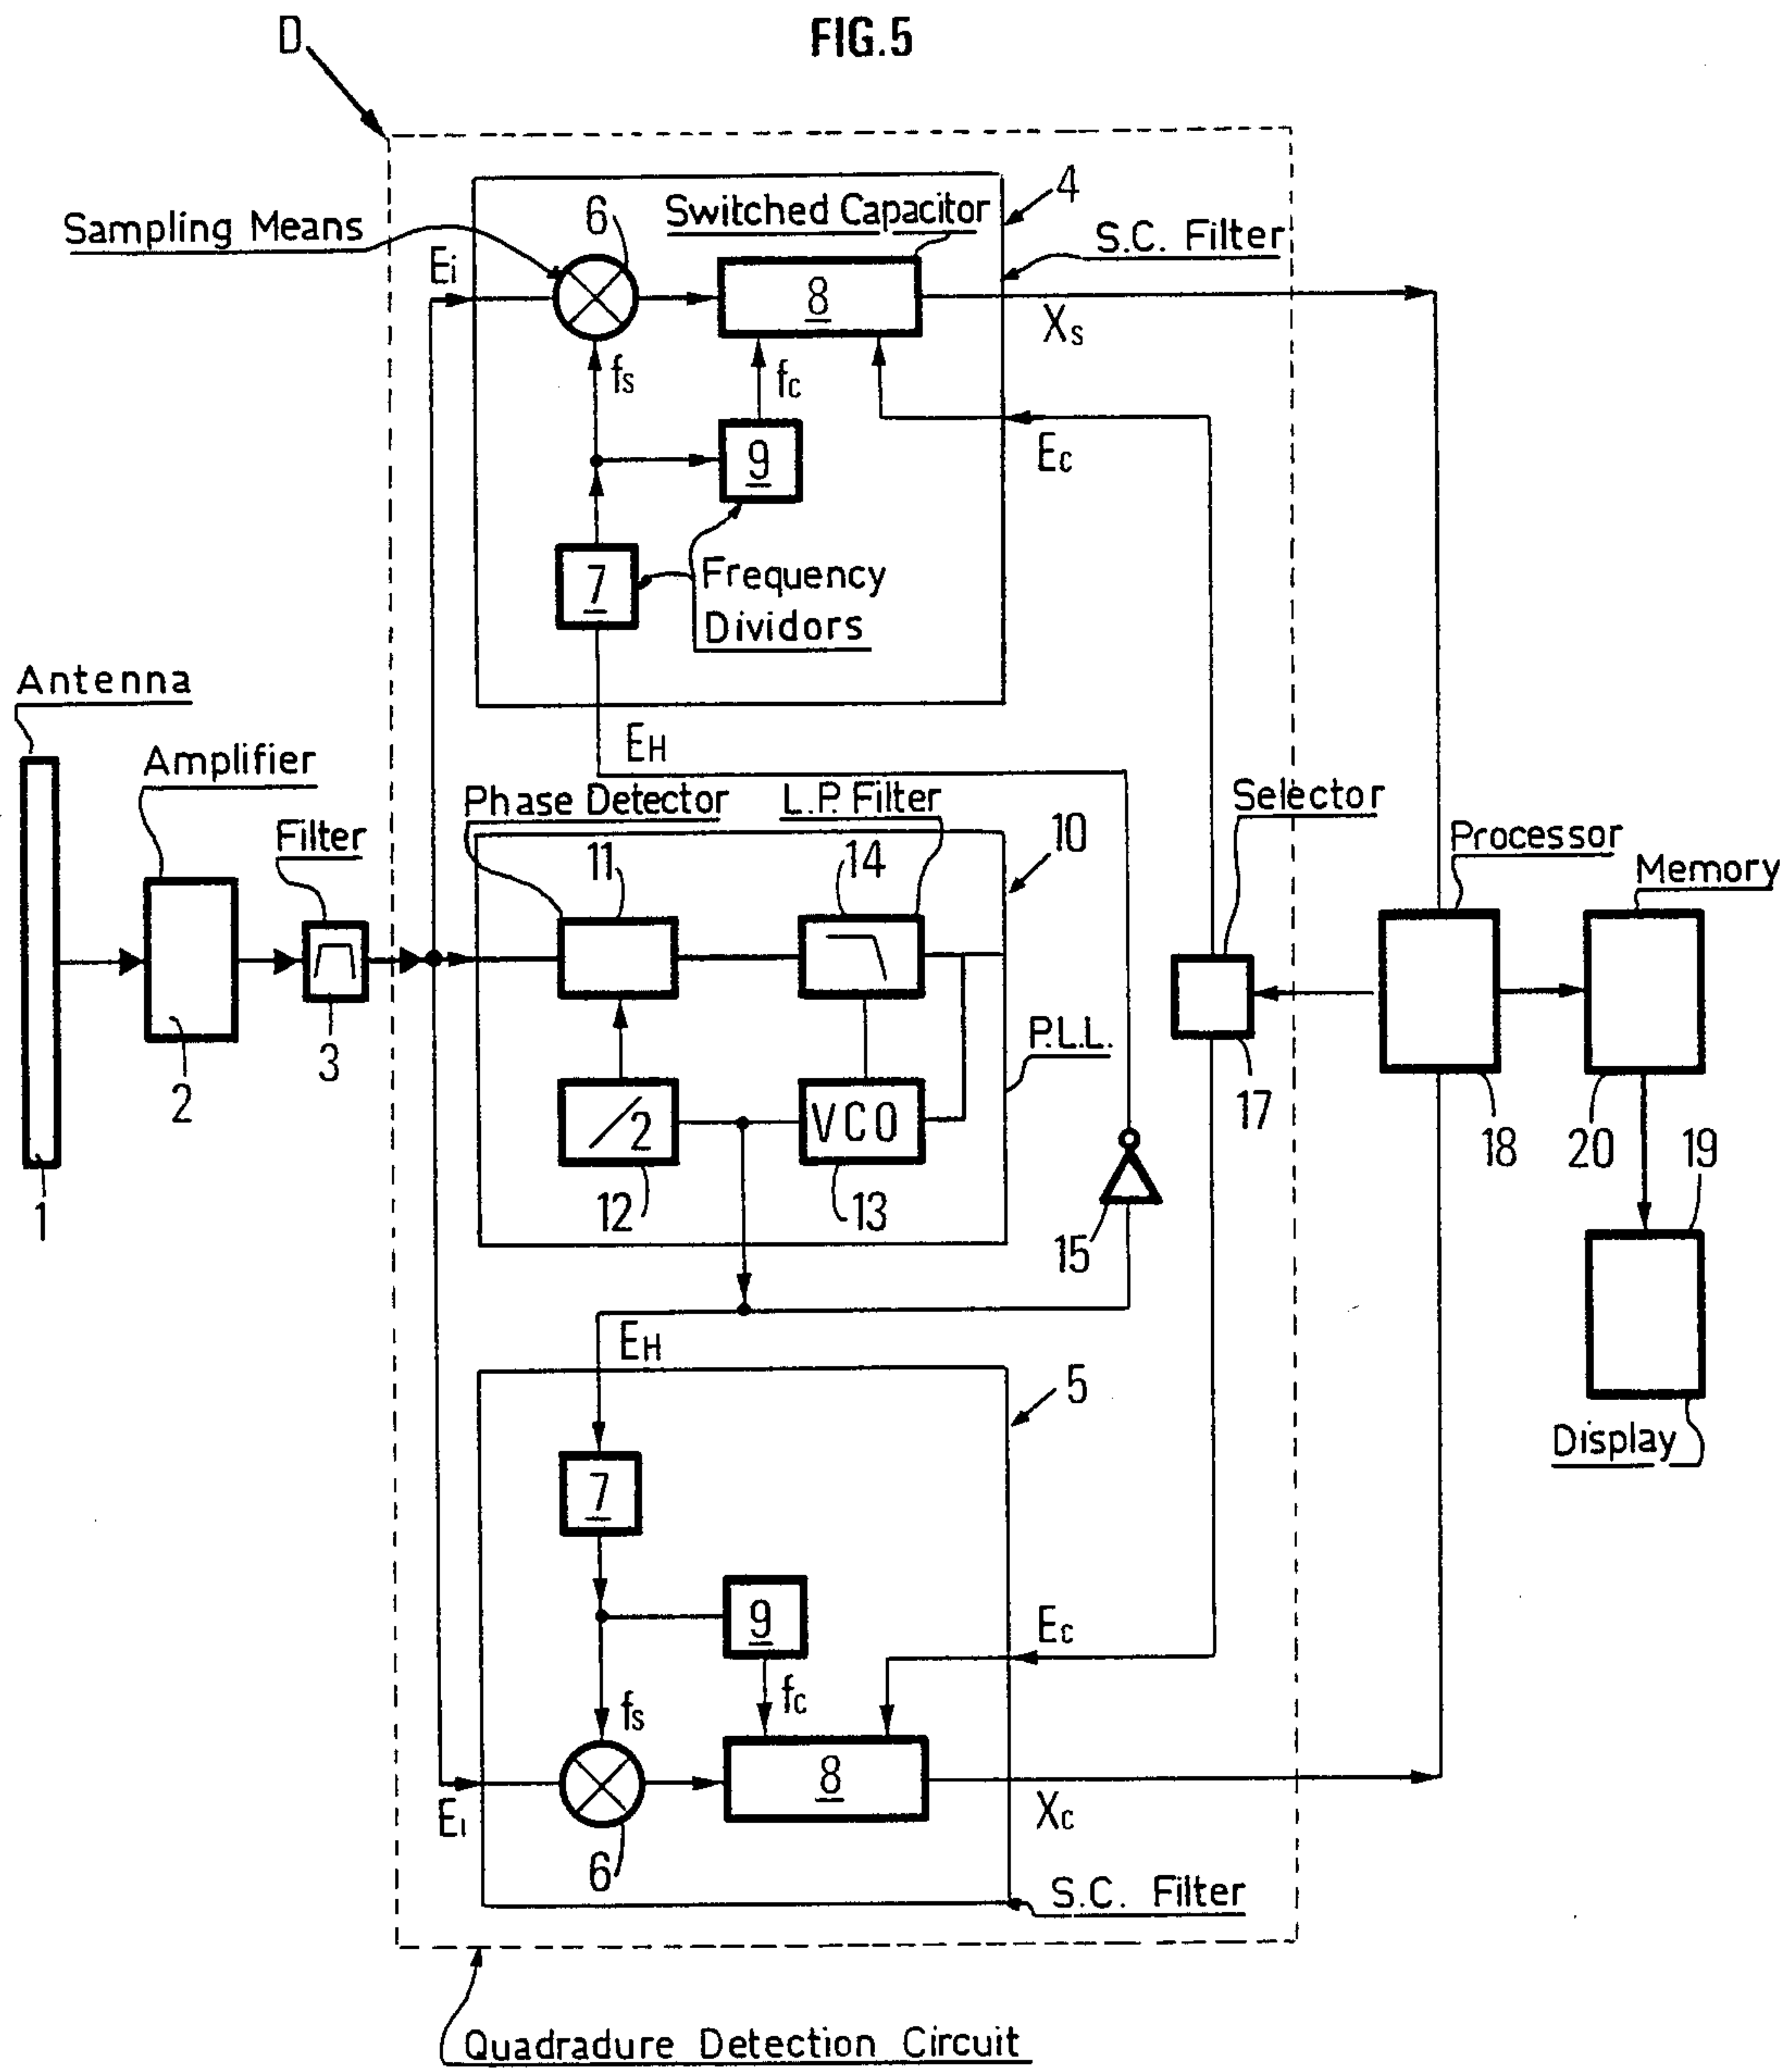 FIG.5
D
4
Sampling Means
6
Switched Capacitor
S.C. Filter
Ei
8
Xs
fs
fc
9
Ec
7
Frequency
Dividors
Antenna
EH
Amplifier
Phase Detector
L.P. Filter
Selector
Filter
11
14
10
Processor
Memory
P.L.L.
2
3
/2
VCO
17
18
20
19
1
12
13
15
EH
5
Display
7
9
Ec
fs
fc
8
Ei
Xc
6
S.C. Filter
Quadradure Detection Circuit